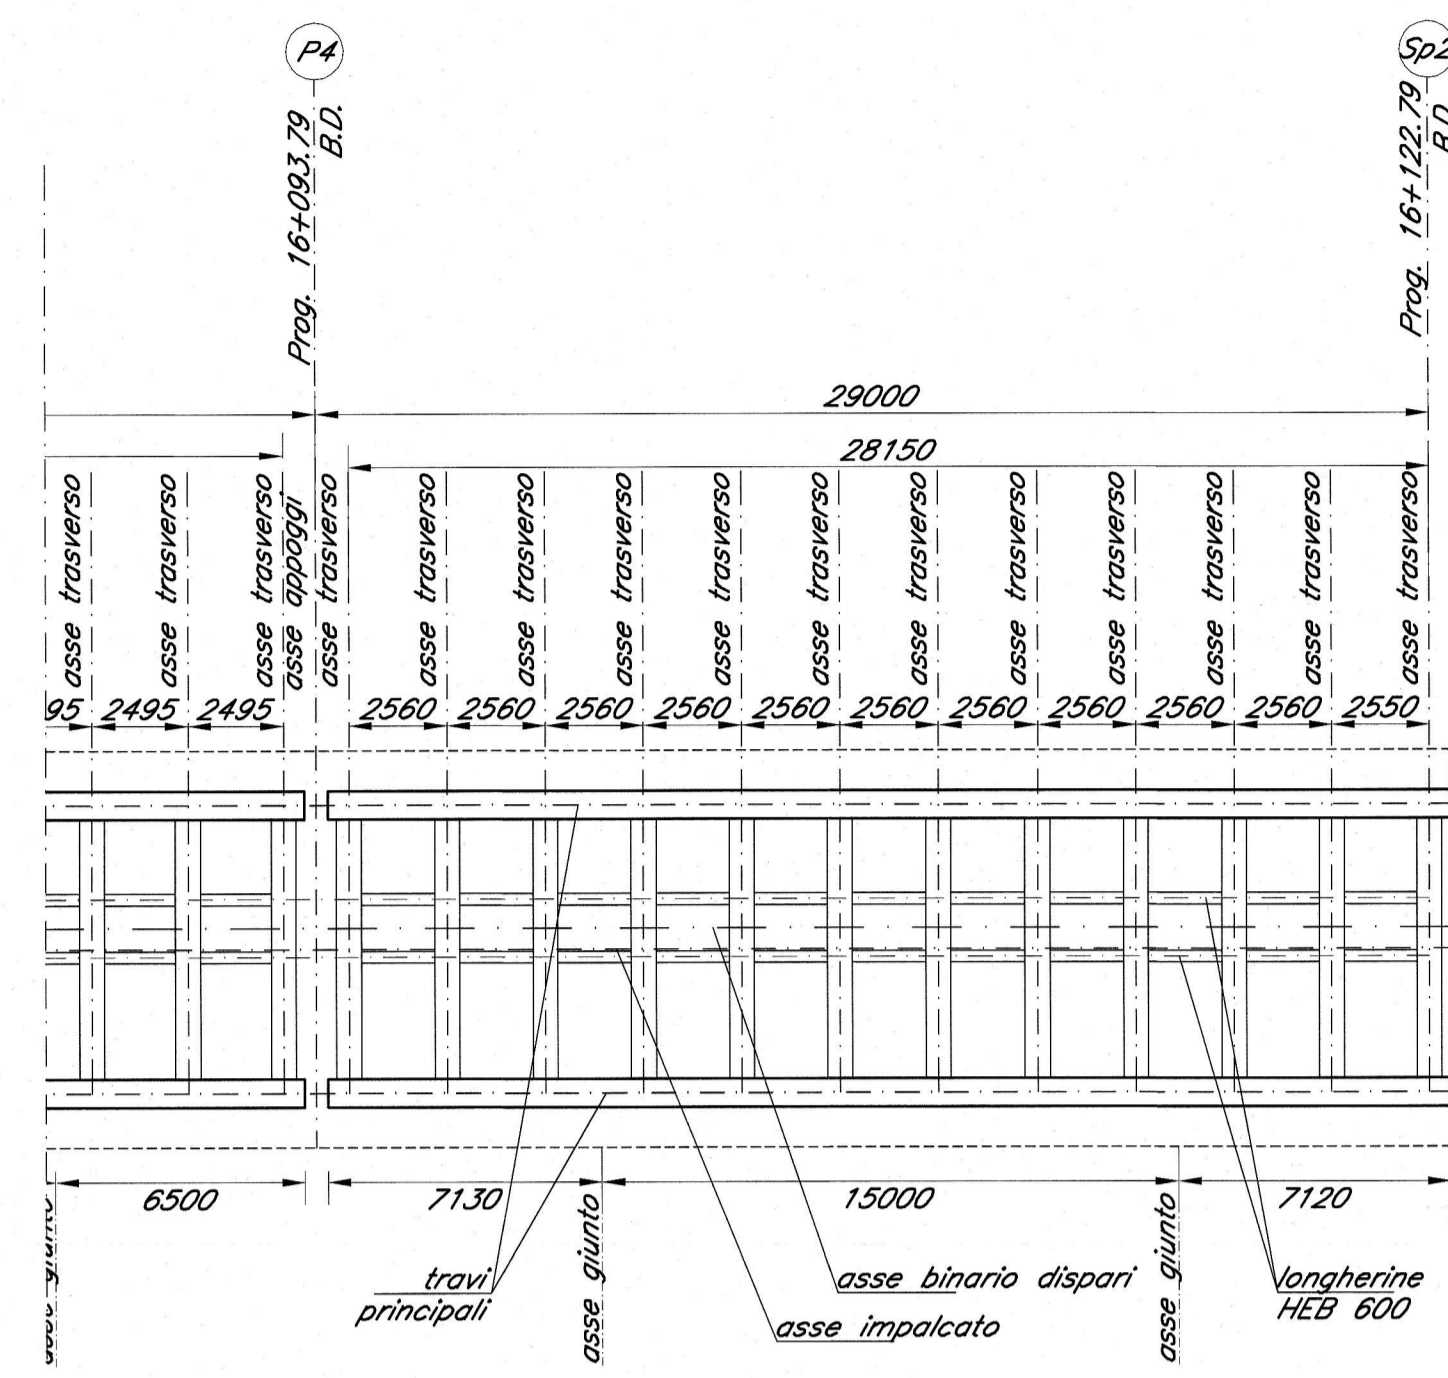 P4
Sp2
Prog. 16+093.79
B.D.
Prog. 16+122.79
B.D.
29000
28150
asse trasverso
asse trasverso
asse trasverso
asse appoggi
asse trasverso
asse trasverso
asse trasverso
asse trasverso
asse trasverso
asse trasverso
asse trasverso
asse trasverso
asse trasverso
asse trasverso
asse trasverso
asse trasverso
95 2495 2495 2560 2560 2560 2560 2560 2560 2560 2560 2560 2560 2550
6500 7130 15000 7120
asse giunto
asse giunto
asse giunto
travi
principali
asse binario dispari
asse impalcato
longherine
HEB 600